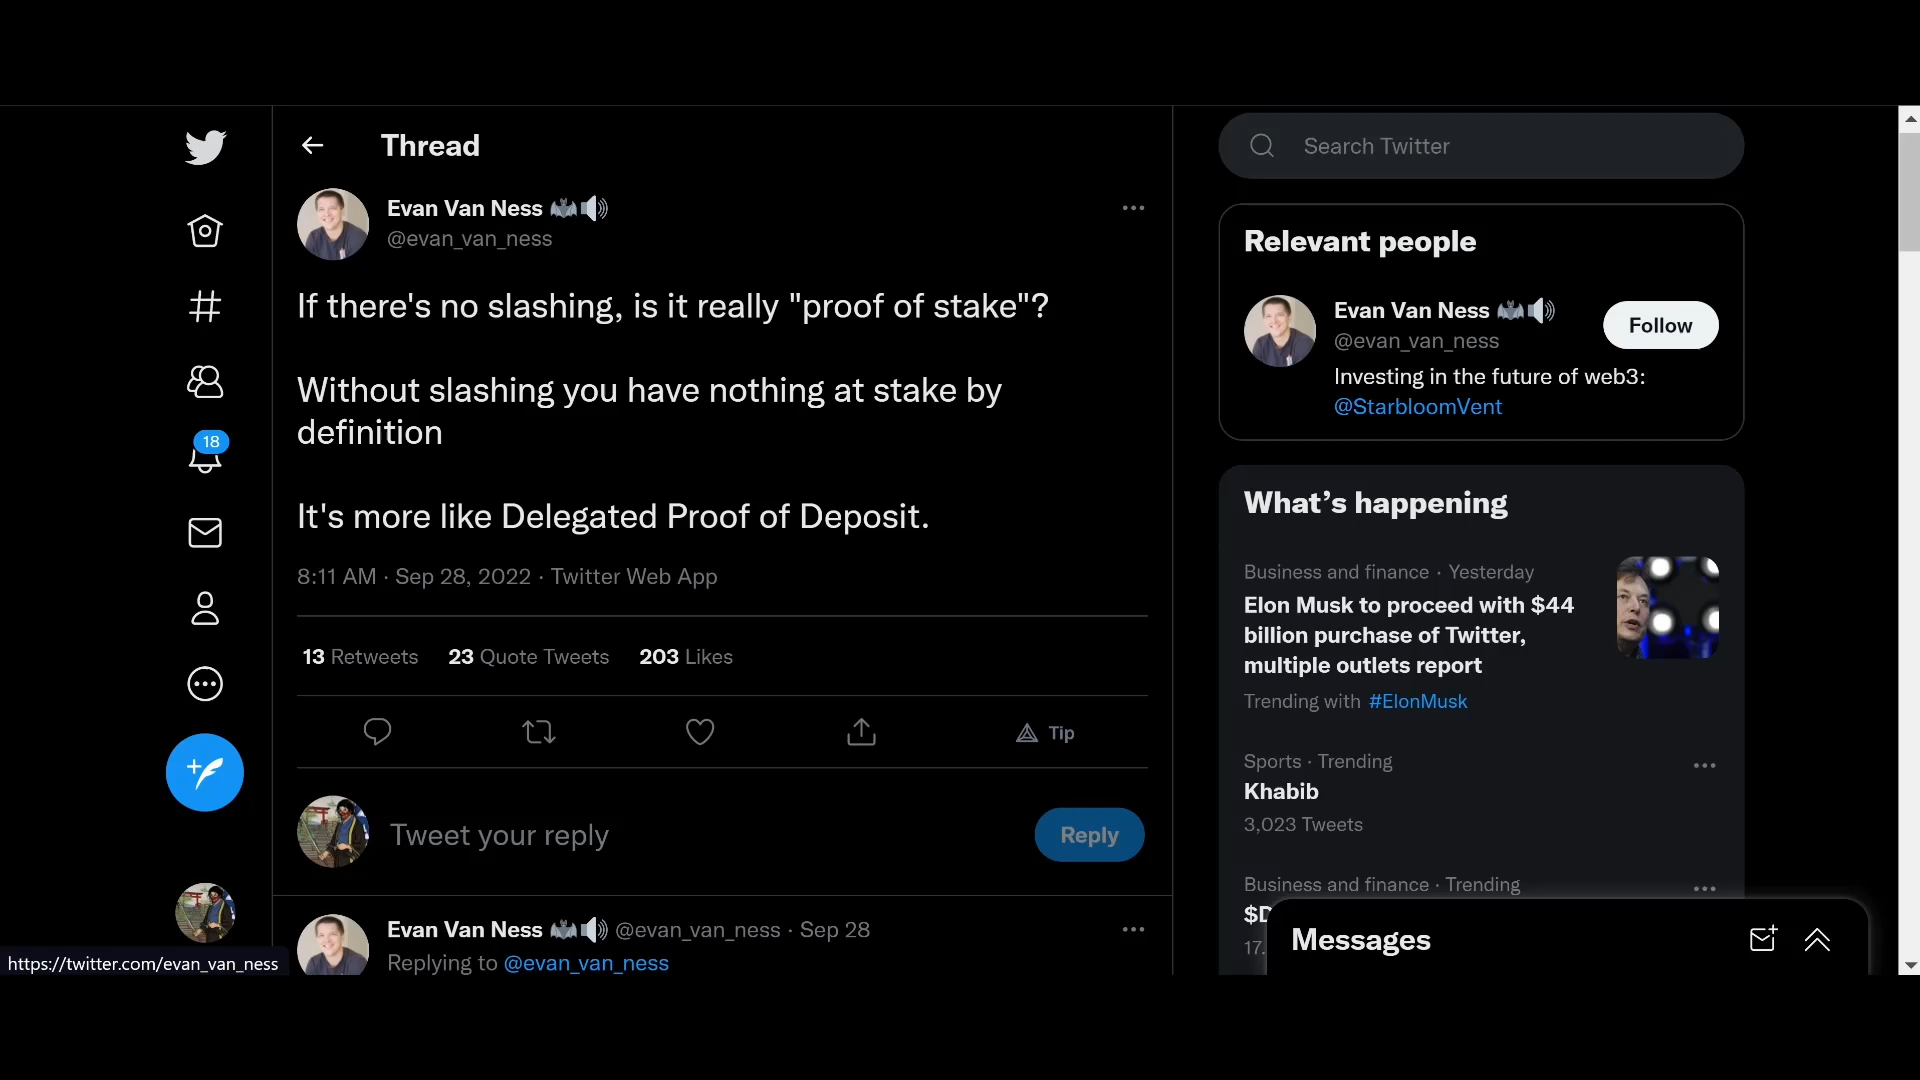 Thread
Evan Van Ness 🦇🔊
@evan_van_ness
If there's no slashing, is it really "proof of stake"?
Without slashing you have nothing at stake by
definition
It's more like Delegated Proof of Deposit.
8:11 AM · Sep 28, 2022 · Twitter Web App
13 Retweets 23 Quote Tweets 203 Likes
Tip
Tweet your reply
Reply
Evan Van Ness 🦇🔊 @evan_van_ness · Sep 28
Replying to @evan_van_ness
18
https://twitter.com/evan_van_ness
Search Twitter
Relevant people
Evan Van Ness 🦇🔊
@evan_van_ness
Follow
Investing in the future of web3:
@StarbloomVent
What's happening
Business and finance · Yesterday
Elon Musk to proceed with $44
billion purchase of Twitter,
multiple outlets report
Trending with #ElonMusk
Sports · Trending
Khabib
3,023 Tweets
Business and finance · Trending
Messages